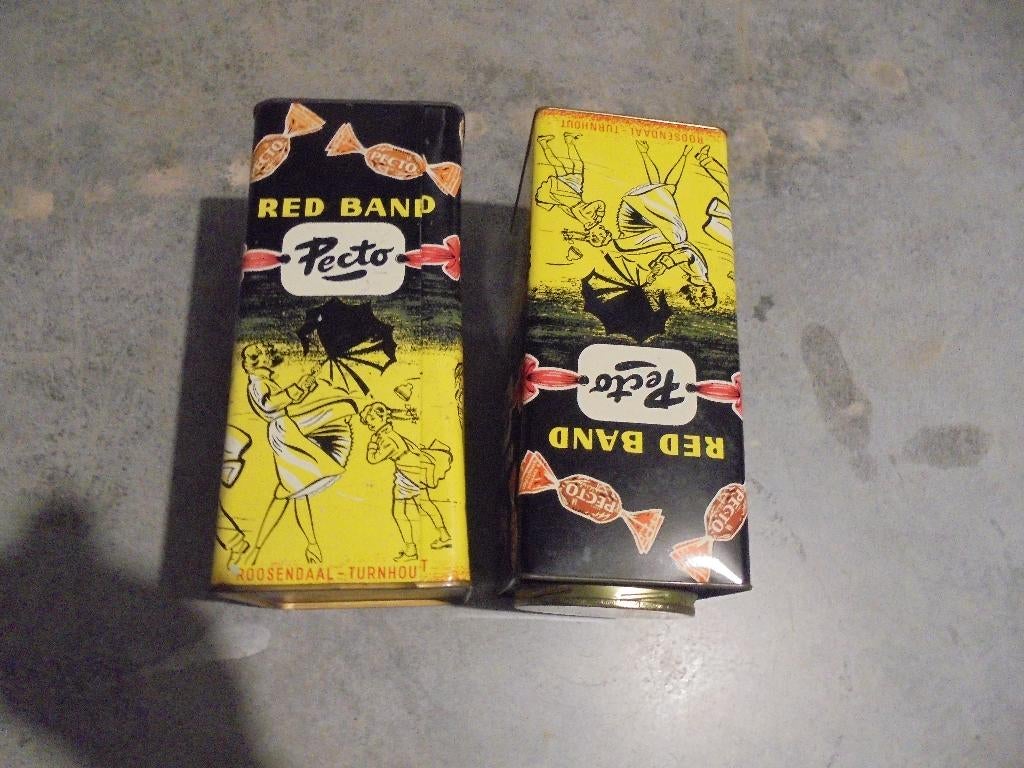 PECTO
PECTO
RED BAND
Pecto
ROOSENDAAL - TURNHOUT
ROOSENDAAL - TURNHOUT
Pecto
RED BAND
PECTO
PECTO